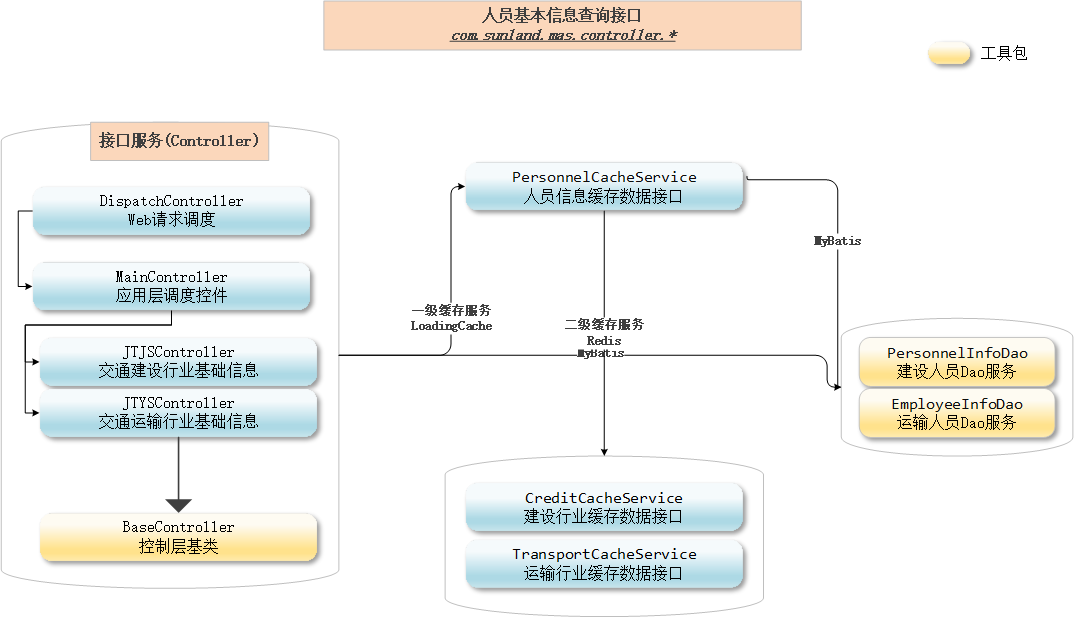 人员基本信息查询接口
com.sunland.mas.controller.*
工具包
接口服务(Controller)
DispatchController
Web请求调度
MainController
应用层调度控件
JTJSController
交通建设行业基础信息
JTYSController
交通运输行业基础信息
BaseController
控制层基类
一级缓存服务
LoadingCache
PersonnelCacheService
人员信息缓存数据接口
二级缓存服务
Redis
MyBatis
MyBatis
PersonnelInfoDao
建设人员Dao服务
EmployeeInfoDao
运输人员Dao服务
CreditCacheService
建设行业缓存数据接口
TransportCacheService
运输行业缓存数据接口